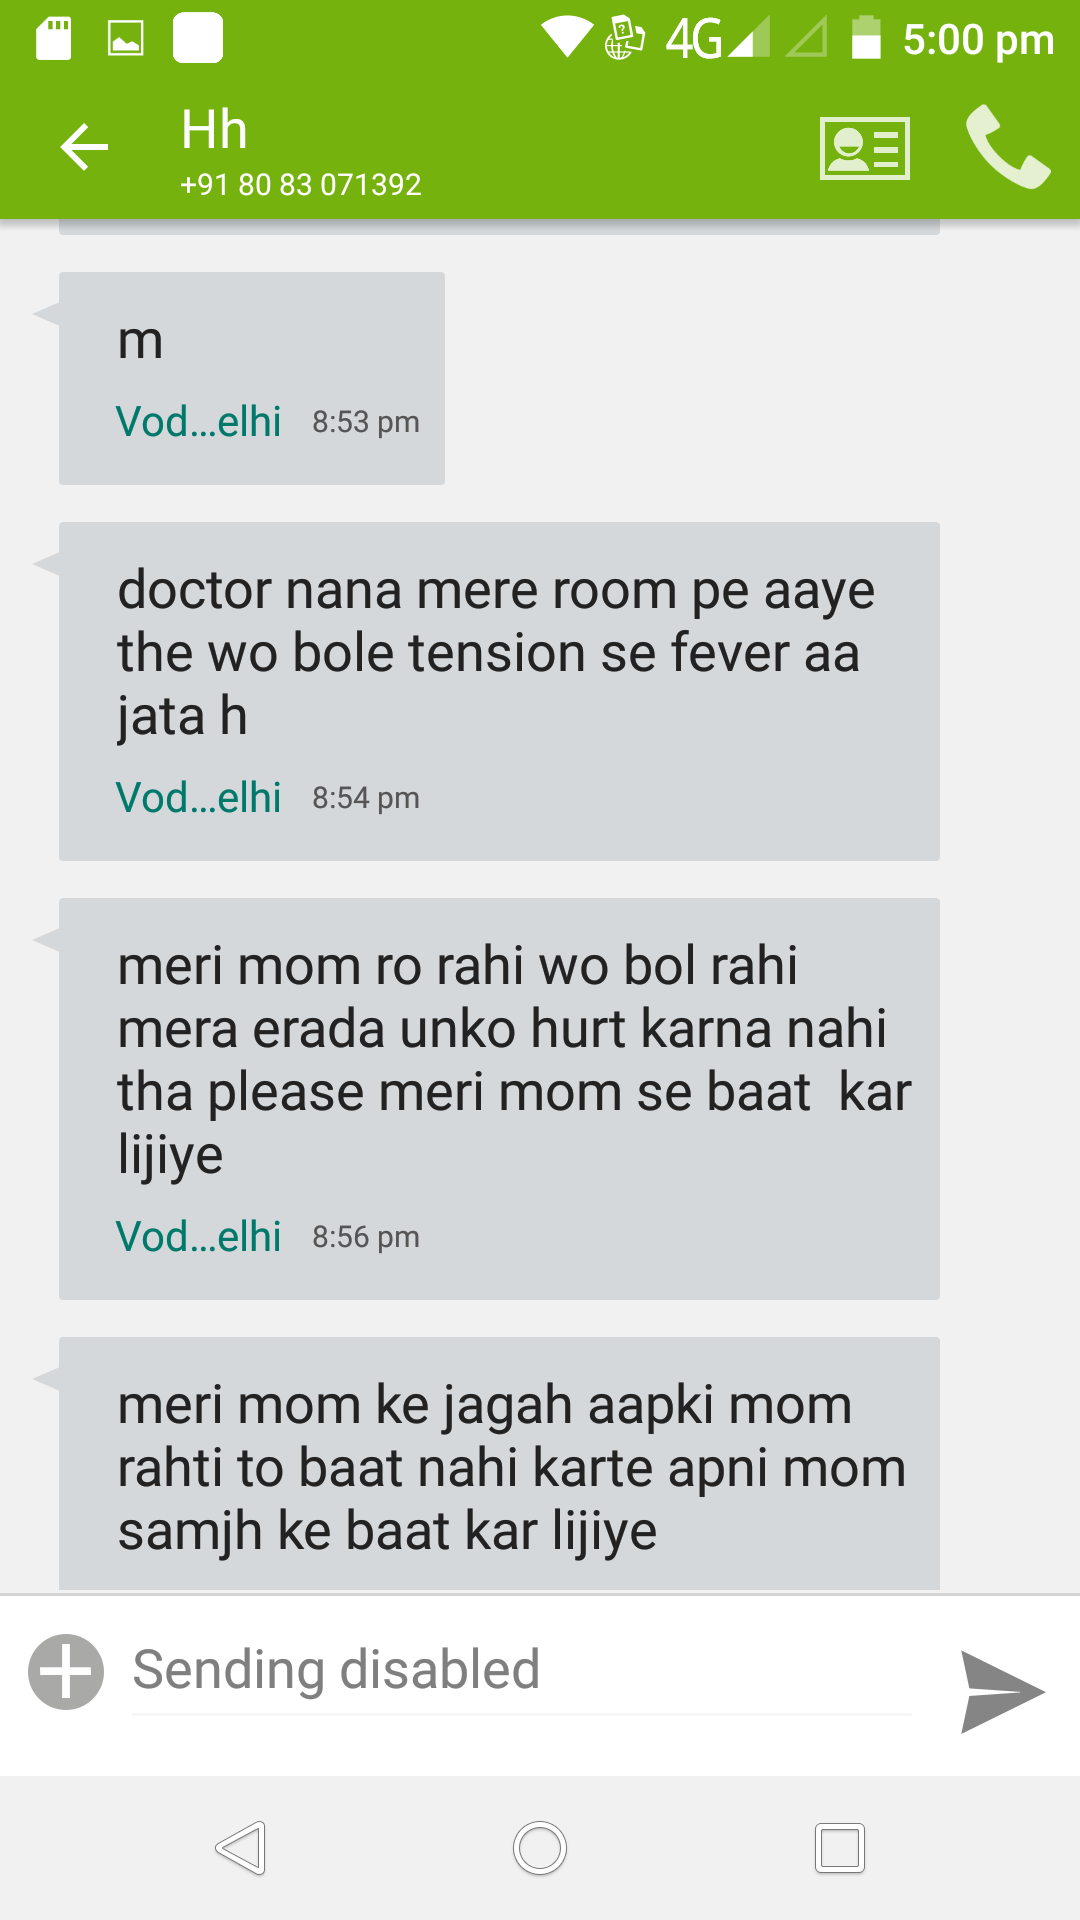 4G 5:00 pm
Hh
+91 80 83 071392
m
Vod...elhi 8:53 pm
doctor nana mere room pe aaye
the wo bole tension se fever aa
jata h
Vod...elhi 8:54 pm
meri mom ro rahi wo bol rahi
mera erada unko hurt karna nahi
tha please meri mom se baat  kar
lijiye
Vod...elhi 8:56 pm
meri mom ke jagah aapki mom
rahti to baat nahi karte apni mom
samjh ke baat kar lijiye
Sending disabled